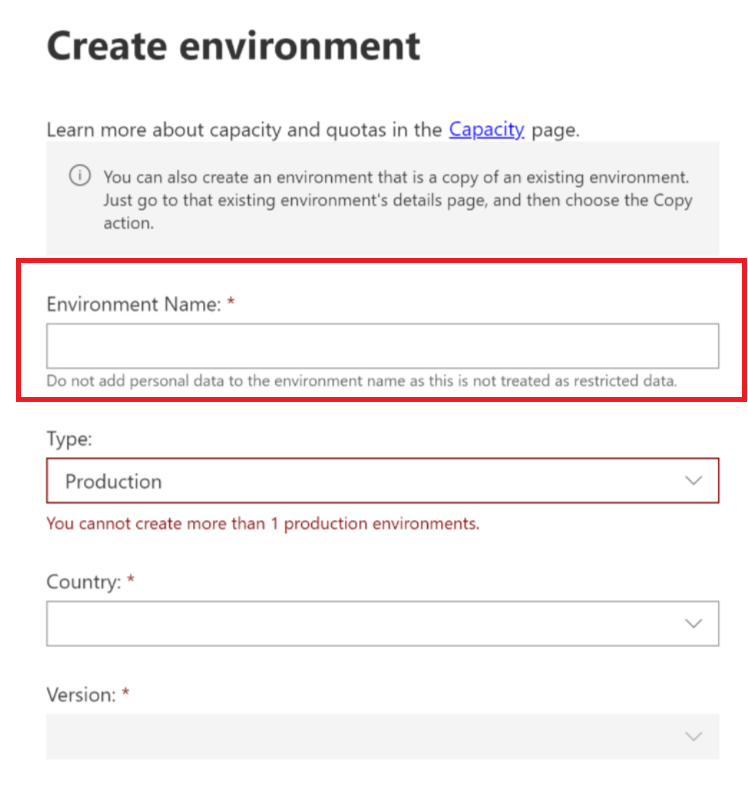 Create environment
Learn more about capacity and quotas in the Capacity page.
You can also create an environment that is a copy of an existing environment.
Just go to that existing environment's details page, and then choose the Copy
action.
Environment Name: *
Do not add personal data to the environment name as this is not treated as restricted data.
Type:
Production
You cannot create more than 1 production environments.
Country: *
Version: *